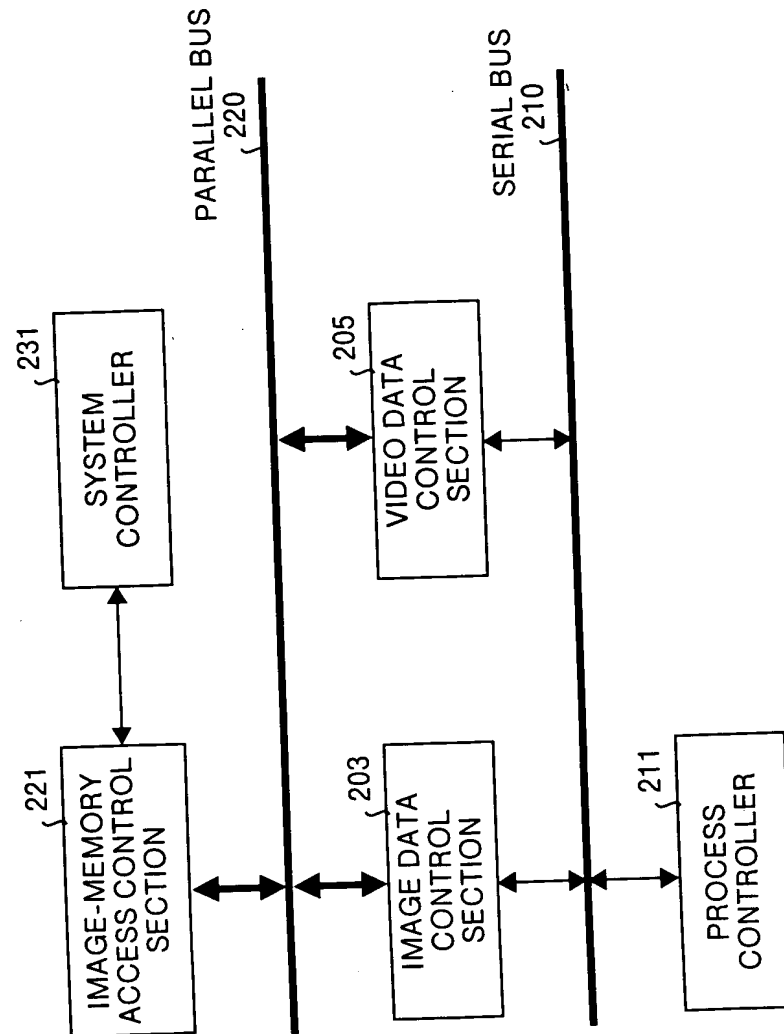 221
IMAGE-MEMORY
ACCESS CONTROL
SECTION
231
SYSTEM
CONTROLLER
PARALLEL BUS
220
203
IMAGE DATA
CONTROL
SECTION
205
VIDEO DATA
CONTROL
SECTION
SERIAL BUS
210
211
PROCESS
CONTROLLER